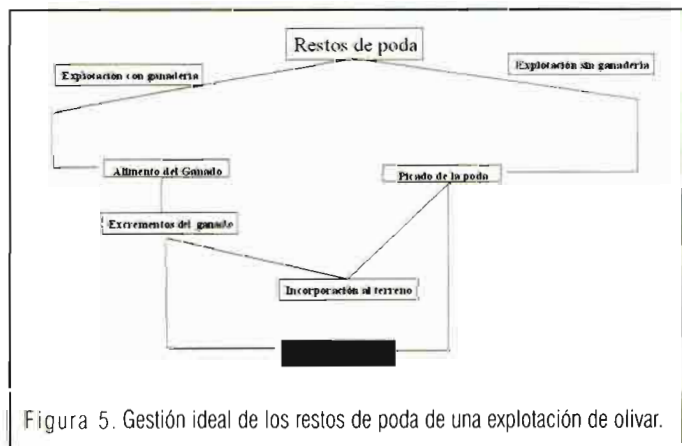 Restos de poda
Explotación con ganadería
Explotación sin ganadería
Alimento del Ganado
Picado de la poda
Excrementos del ganado
Incorporación al terreno
Figura 5. Gestión ideal de los restos de poda de una explotación de olivar.